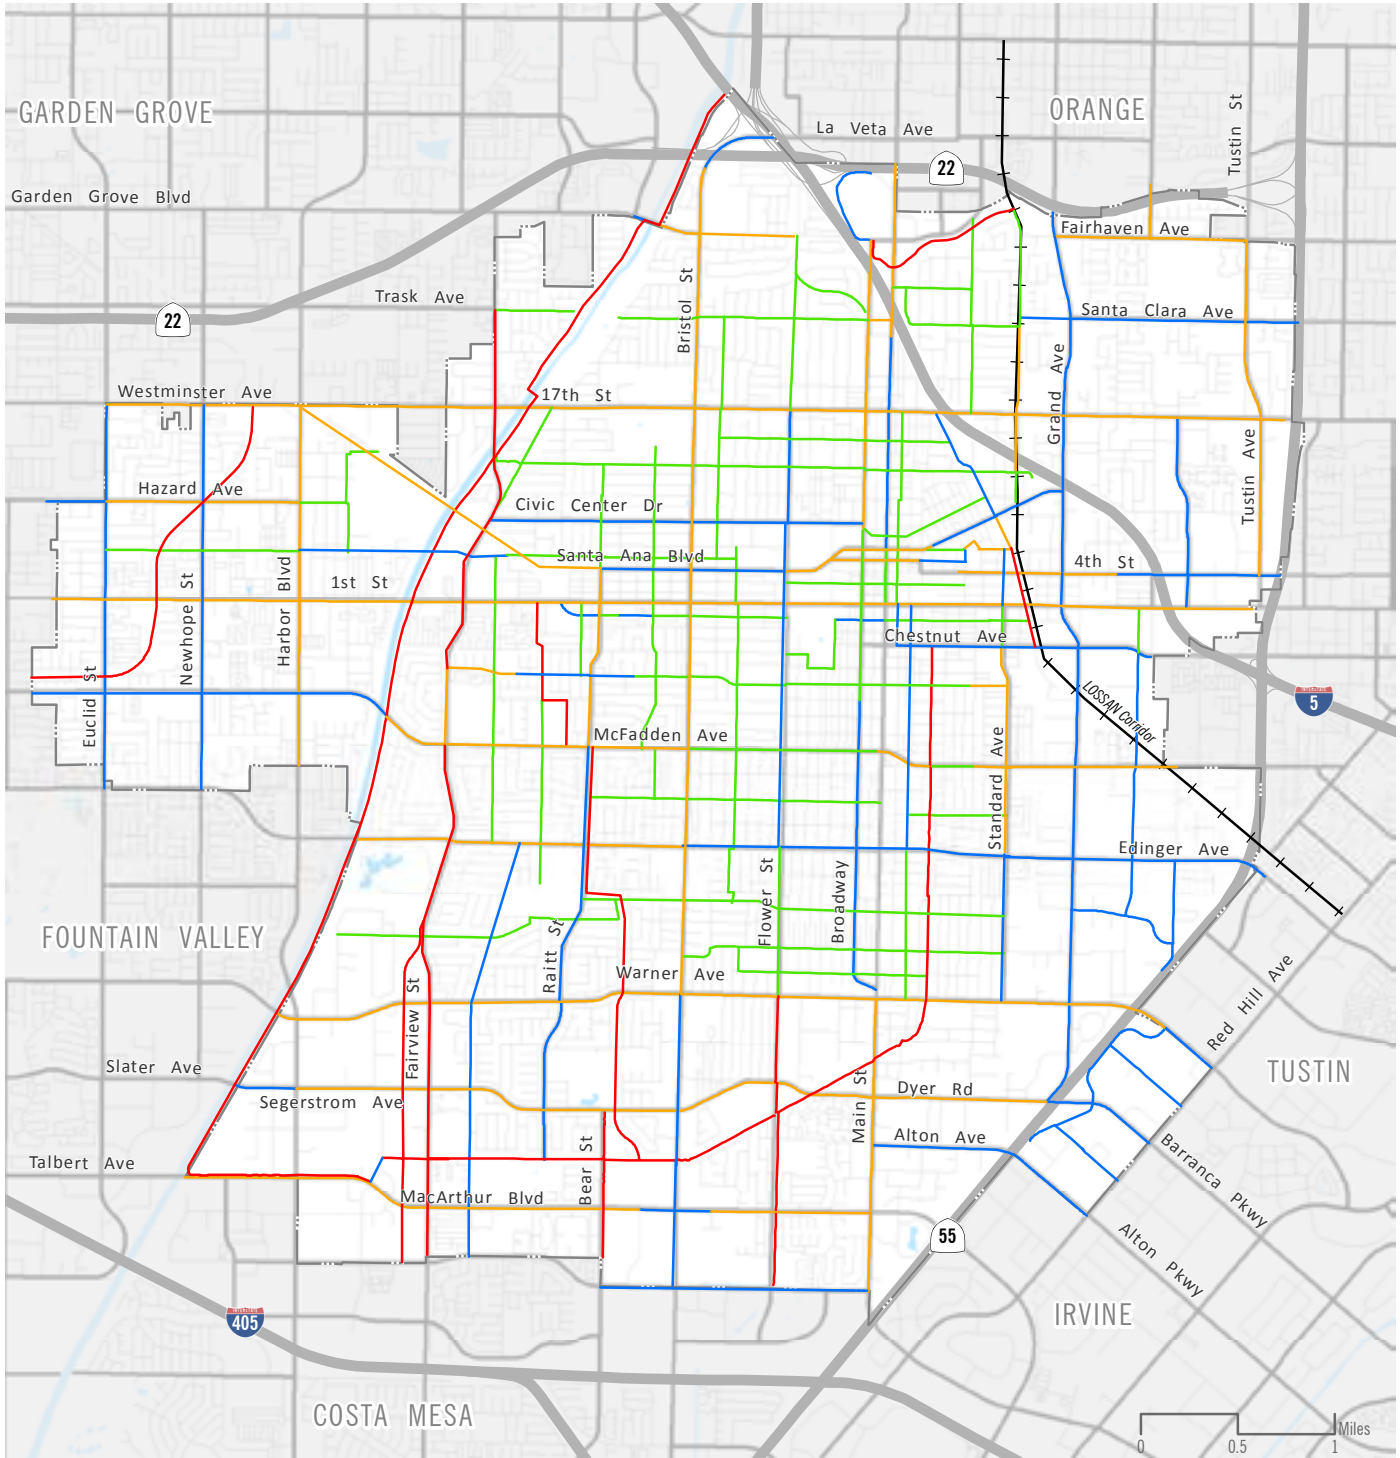 GARDEN GROVE
ORANGE
Tustin St
La Veta Ave
22
Garden Grove Blvd
Fairhaven Ave
Trask Ave
Bristol St
22
Santa Clara Ave
Grand Ave
Westminster Ave
17th St
Tustin Ave
Hazard Ave
Civic Center Dr
Santa Ana Blvd
4th St
1st St
Newhope St
Harbor Blvd
Chestnut Ave
Euclid St
LOSSAN Corridor
INTERSTATE
5
McFadden Ave
Standard Ave
Edinger Ave
Flower St
Broadway
FOUNTAIN VALLEY
Raitt St
Warner Ave
Fairview St
Red Hill Ave
Slater Ave
TUSTIN
Segerstrom Ave
Dyer Rd
Main St
Alton Ave
Bear St
Talbert Ave
Barranca Pkwy
MacArthur Blvd
55
Alton Pkwy
IRVINE
INTERSTATE
405
COSTA MESA
Miles
0 0.5 1